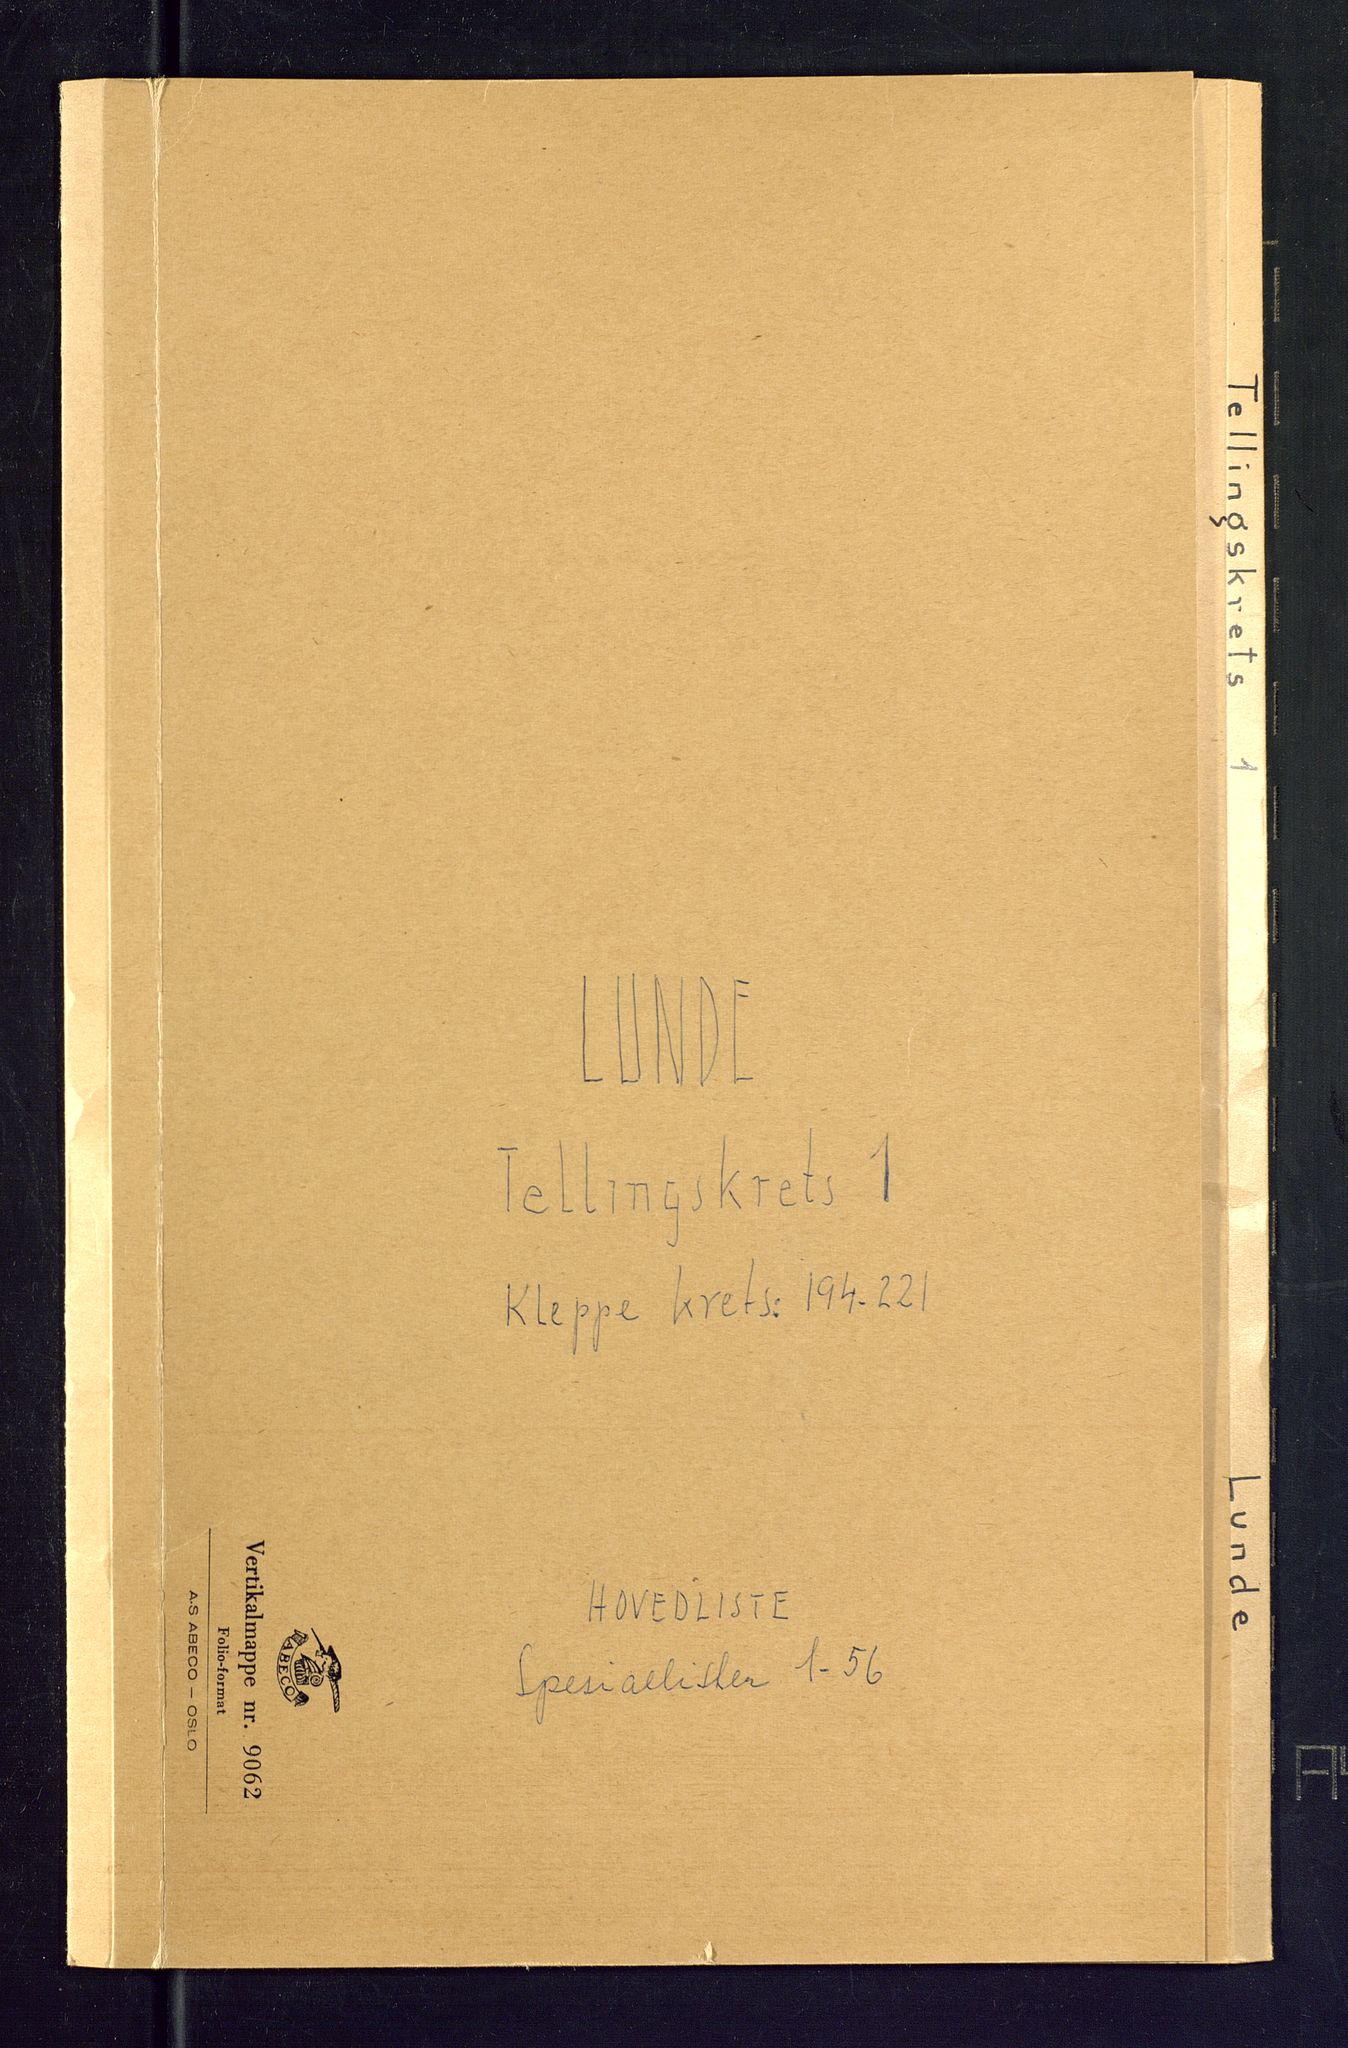 LUNDE
Tellingskrets 1
Kleppe krets: 194-221
HOVEDLISTE
Spesiallister 1-56
Tellingskrets 1
Lunde
ABECO
Vertikalmappe nr. 9062
Folio-format
A.S ABECO – OSLO